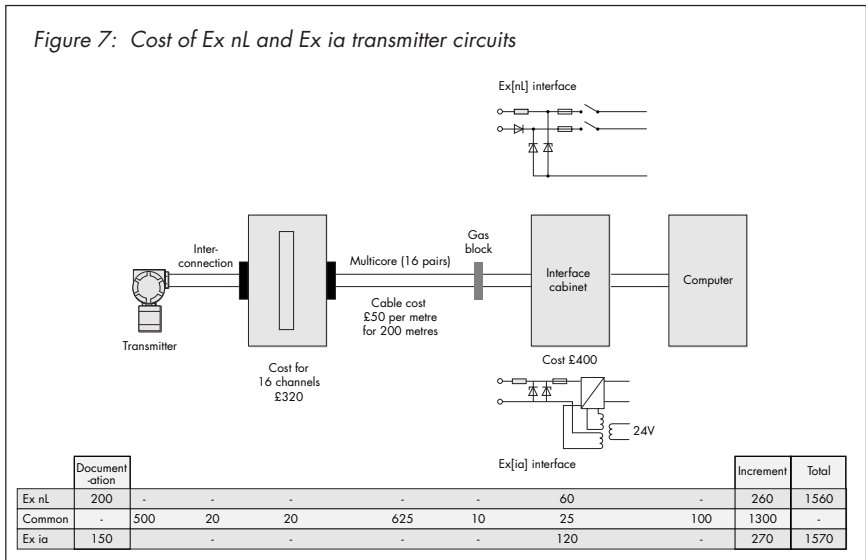 Figure 7: Cost of Ex nL and Ex ia transmitter circuits
Ex[nL] interface
Inter-
connection
Multicore (16 pairs)
Gas
block
Interface
cabinet
Computer
Cable cost
£50 per metre
for 200 metres
Transmitter
Cost for
16 channels
£320
Cost £400
24V
Ex[ia] interface
Document
-ation
Increment
Total
Ex nL 200 - - - - - 60 - 260 1560
Common - 500 20 20 625 10 25 100 1300 -
Ex ia 150 - - - - - 120 - 270 1570